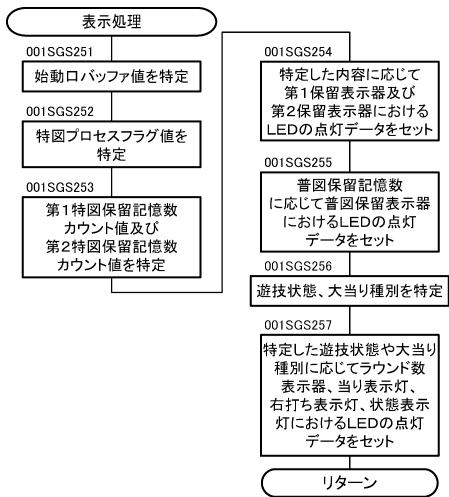 表示処理
001SGS251
始動口バッファ値を特定
001SGS252
特図プロセスフラグ値を
特定
001SGS253
第1特図保留記憶数
カウント値及び
第2特図保留記憶数
カウント値を特定
001SGS254
特定した内容に応じて
第1保留表示器及び
第2保留表示器における
LEDの点灯データをセット
001SGS255
普図保留記憶数
に応じて普図保留表示器
におけるLEDの点灯
データをセット
001SGS256
遊技状態、大当り種別を特定
001SGS257
特定した遊技状態や大当り
種別に応じてラウンド数
表示器、当り表示灯、
右打ち表示灯、状態表示
灯におけるLEDの点灯
データをセット
リターン